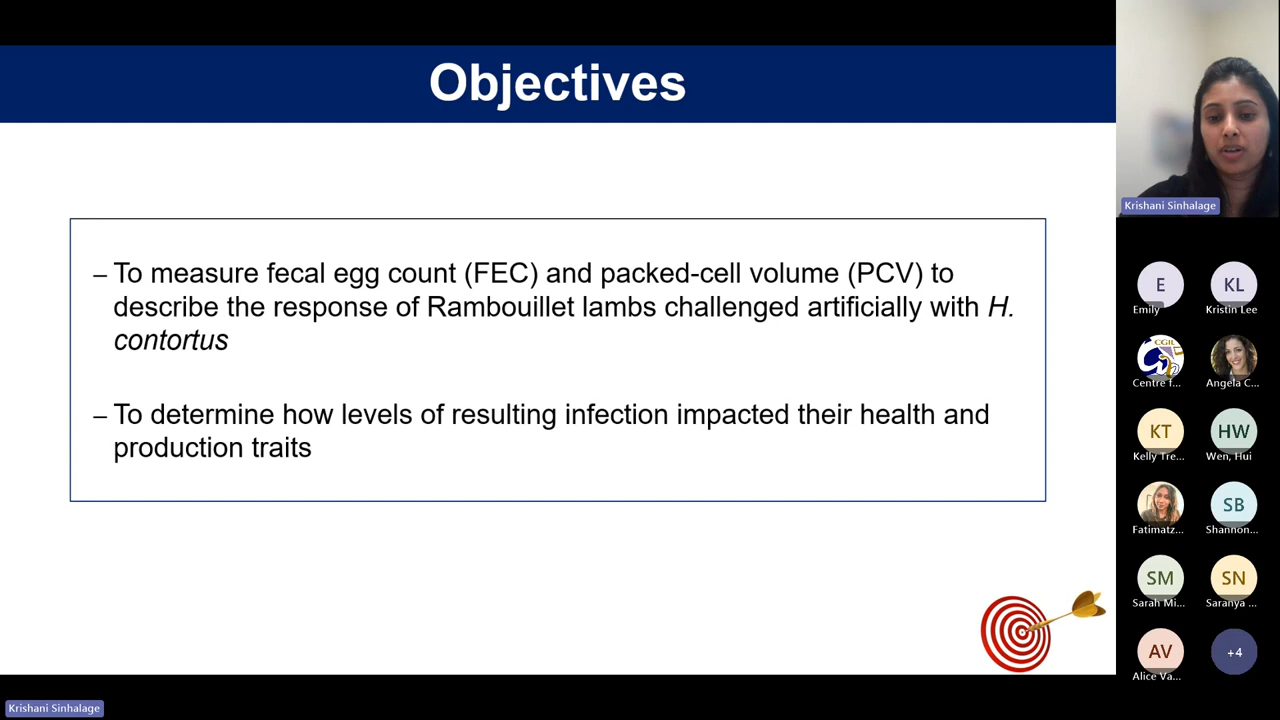 Objectives
– To measure fecal egg count (FEC) and packed-cell volume (PCV) to
describe the response of Rambouillet lambs challenged artificially with H.
contortus
– To determine how levels of resulting infection impacted their health and
production traits
Krishani Sinhalage
E
Emily
KL
Kristin Lee
CGIL
Centre f...
Angela C...
KT
Kelly Tre...
HW
Wen, Hui
Fatimatz...
SB
Shannon...
SM
Sarah Mi...
SN
Saranya ...
AV
Alice Va...
+4
Krishani Sinhalage